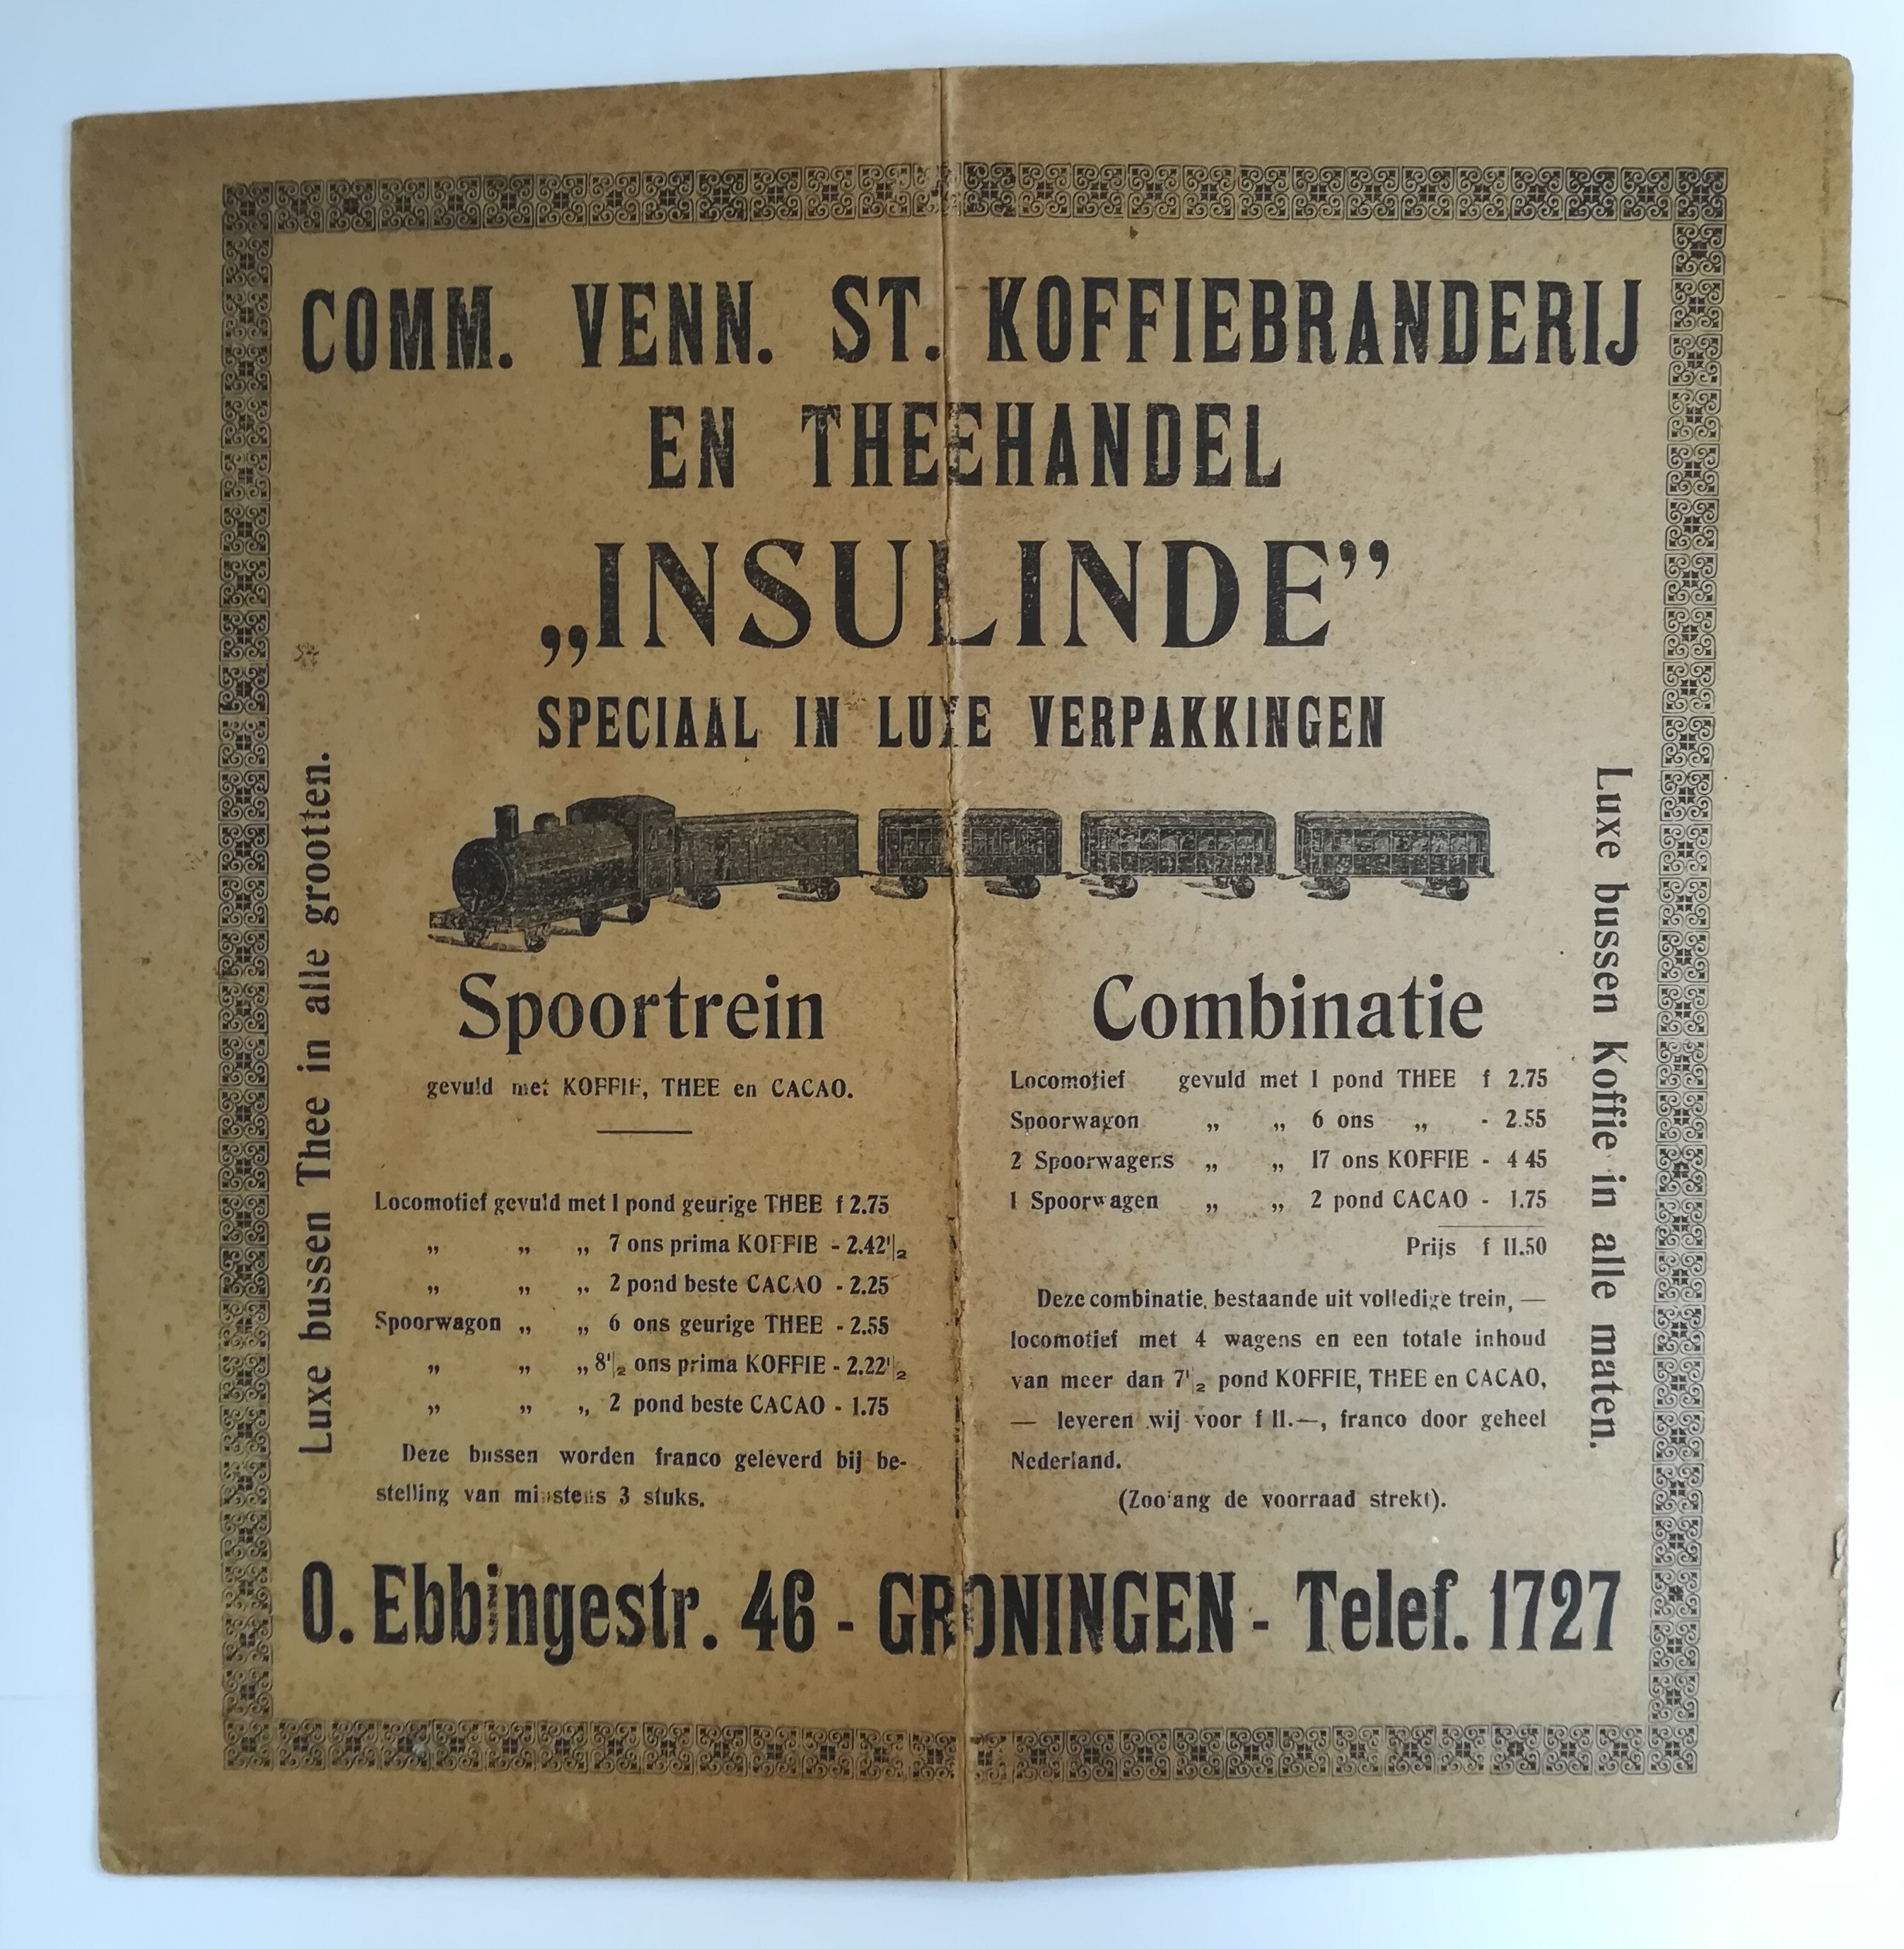 COMM. VENN. ST. KOFFIEBRANDERIJ
EN THEEHANDEL
„INSULINDE”
SPECIAAL IN LUXE VERPAKKINGEN
Luxe bussen Thee in alle grootten.
Spoortrein
gevuld met KOFFIE, THEE en CACAO.
Locomotief gevuld met 1 pond geurige THEE f 2.75
„ „ „ 7 ons prima KOFFIE - 2.42 1/2
„ „ „ 2 pond beste CACAO - 2.25
Spoorwagon „ „ 6 ons geurige THEE - 2.55
„ „ „ 8 1/2 ons prima KOFFIE - 2.22 1/2
„ „ „ 2 pond beste CACAO - 1.75
Deze bussen worden franco geleverd bij be-
stelling van minstens 3 stuks.
Combinatie
Locomotief gevuld met 1 pond THEE f 2.75
Spoorwagon „ „ 6 ons „ - 2.55
2 Spoorwagens „ „ 17 ons KOFFIE - 4 45
1 Spoorwagen „ „ 2 pond CACAO - 1.75
Prijs f 11.50
Deze combinatie, bestaande uit volledige trein, —
locomotief met 4 wagens en een totale inhoud
van meer dan 7 1/2 pond KOFFIE, THEE en CACAO,
— leveren wij voor f 11.—, franco door geheel
Nederland.
(Zoolang de voorraad strekt).
Luxe bussen Koffie in alle maten.
O. Ebbingestr. 46 - GRONINGEN - Telef. 1727